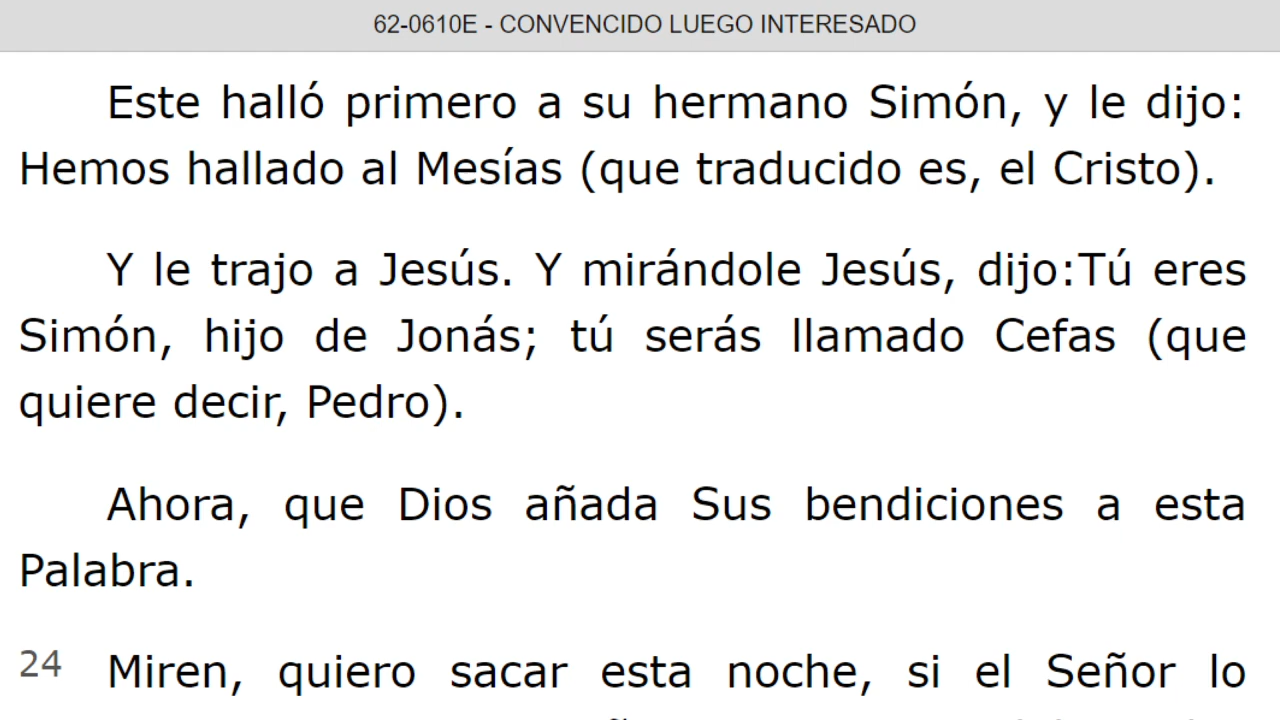 62-0610E - CONVENCIDO LUEGO INTERESADO
Este halló primero a su hermano Simón, y le dijo:
Hemos hallado al Mesías (que traducido es, el Cristo).
Y le trajo a Jesús. Y mirándole Jesús, dijo:Tú eres
Simón, hijo de Jonás; tú serás llamado Cefas (que
quiere decir, Pedro).
Ahora, que Dios añada Sus bendiciones a esta
Palabra.
24 Miren, quiero sacar esta noche, si el Señor lo